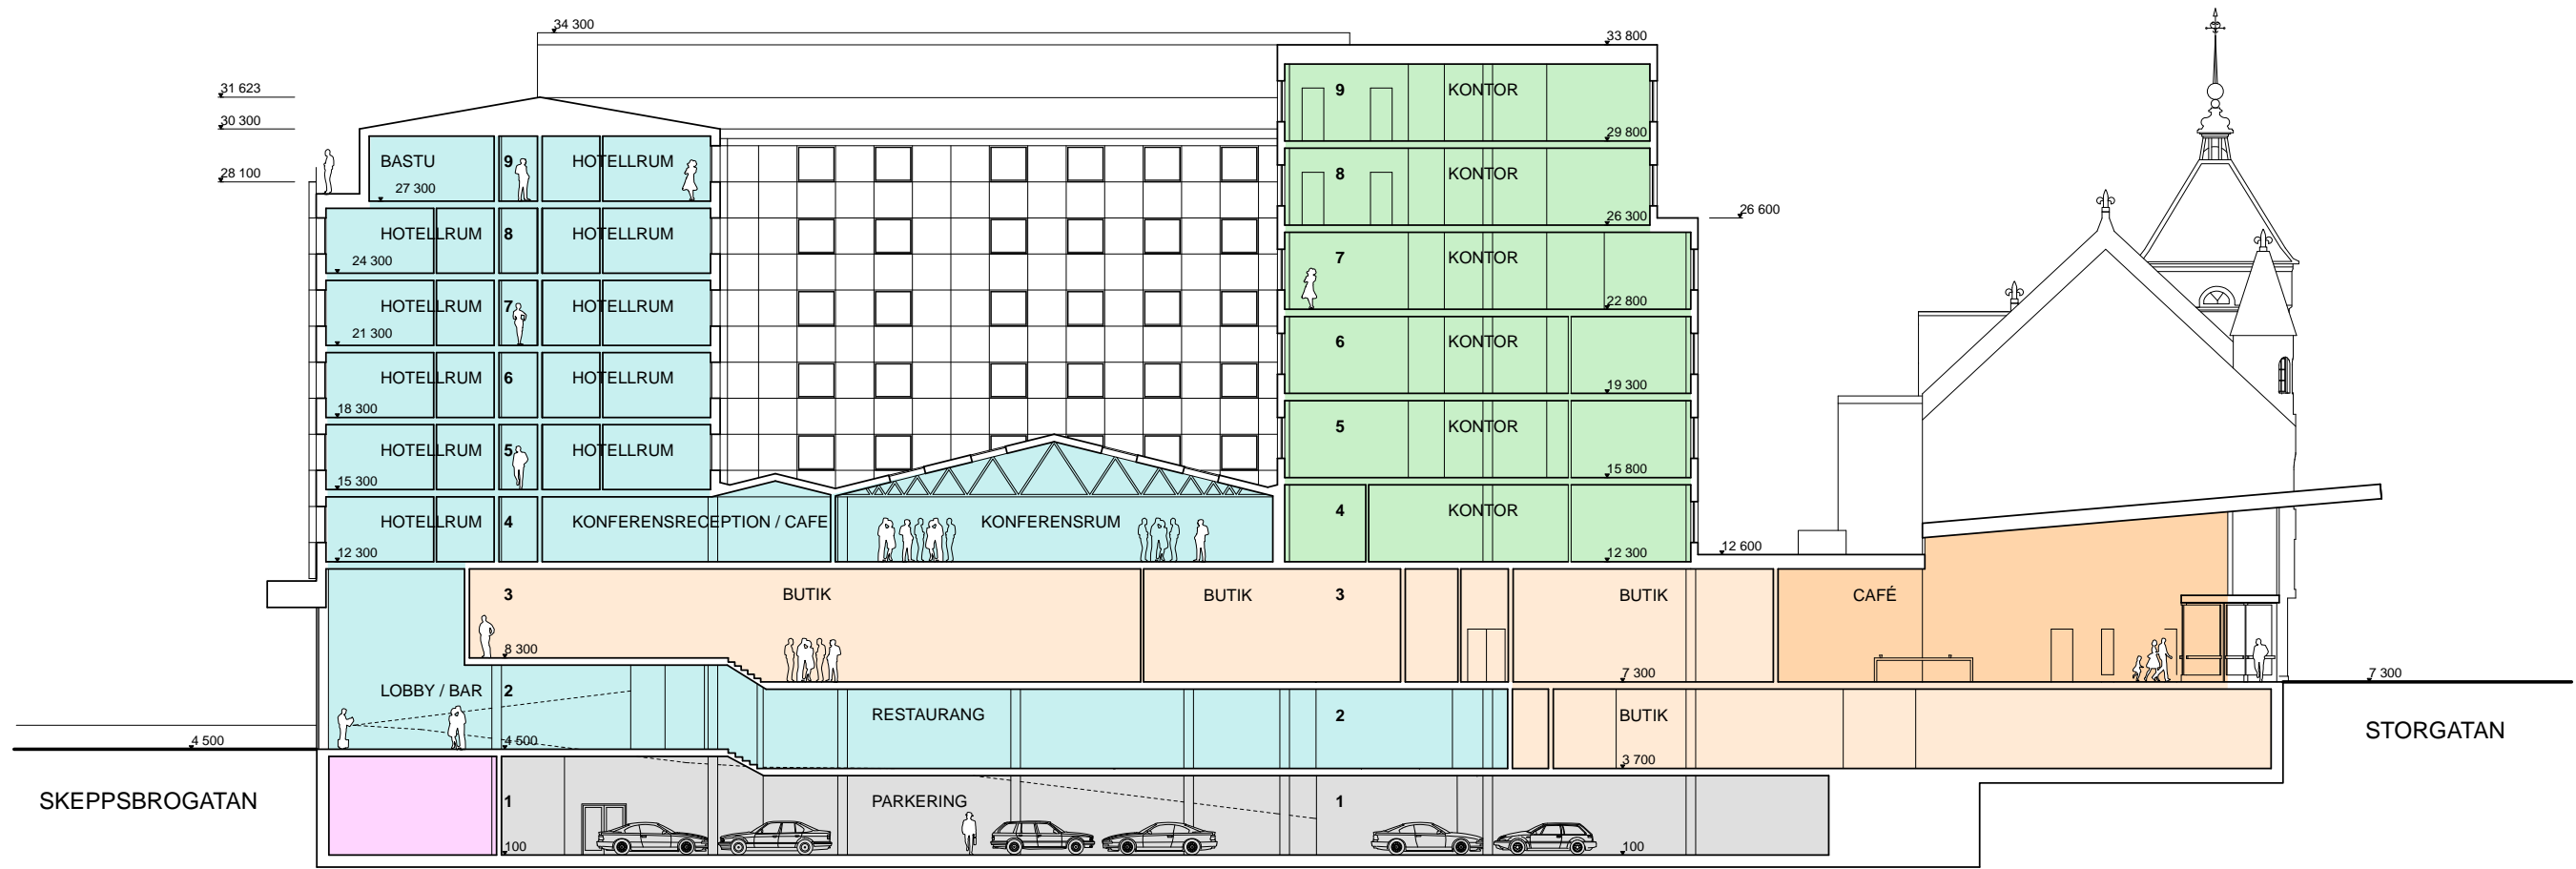 34 300
33 800
31 623
9 KONTOR
30 300
29 800
BASTU 9 HOTELLRUM
28 100
8 KONTOR
27 300
26 300
26 600
HOTELLRUM 8 HOTELLRUM
7 KONTOR
24 300
22 800
HOTELLRUM 7 HOTELLRUM
21 300
6 KONTOR
HOTELLRUM 6 HOTELLRUM
19 300
18 300
5 KONTOR
HOTELLRUM 5 HOTELLRUM
15 800
15 300
4 KONTOR
HOTELLRUM 4 KONFERENSRECEPTION / CAFE KONFERENSRUM
12 300
12 300
12 600
3 BUTIK BUTIK 3 BUTIK CAFÉ
8 300
7 300
7 300
LOBBY / BAR 2
RESTAURANG 2 BUTIK
STORGATAN
4 500
4 500
3 700
SKEPPSBROGATAN
1 PARKERING 1
100
100